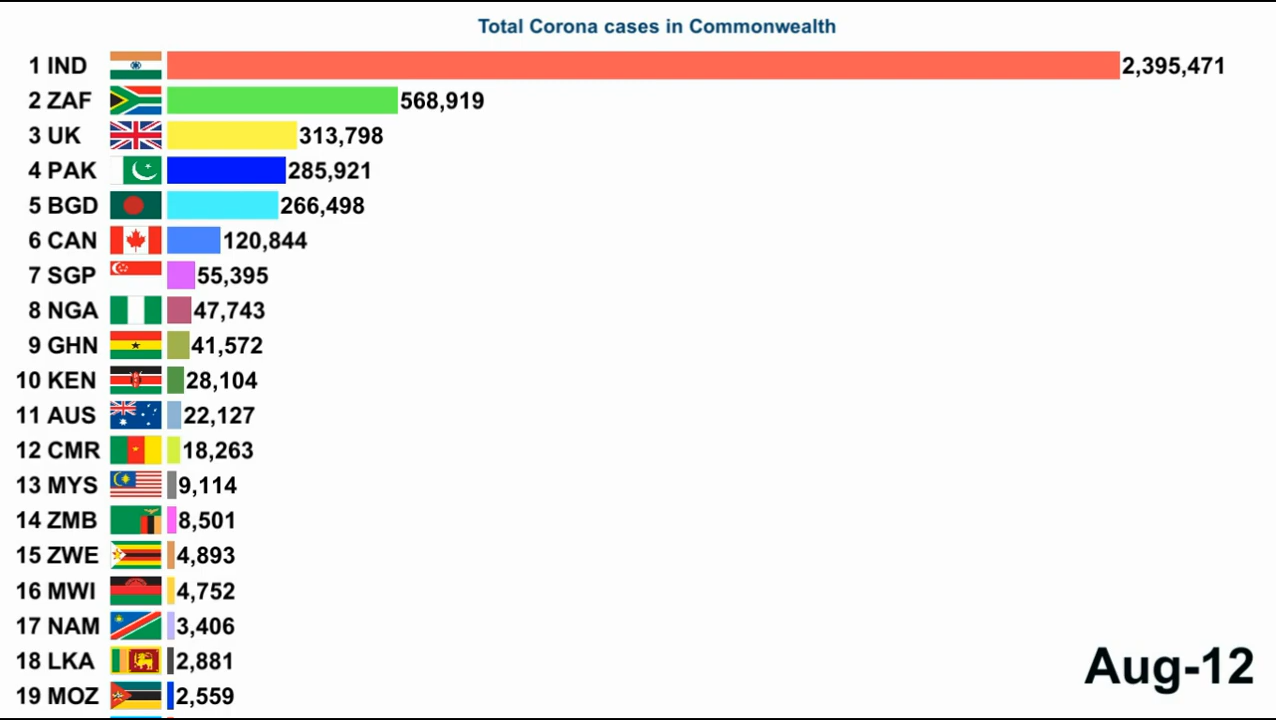 Total Corona cases in Commonwealth
1 IND 2,395,471
2 ZAF 568,919
3 UK 313,798
4 PAK 285,921
5 BGD 266,498
6 CAN 120,844
7 SGP 55,395
8 NGA 47,743
9 GHN 41,572
10 KEN 28,104
11 AUS 22,127
12 CMR 18,263
13 MYS 9,114
14 ZMB 8,501
15 ZWE 4,893
16 MWI 4,752
17 NAM 3,406
18 LKA 2,881
19 MOZ 2,559
Aug-12